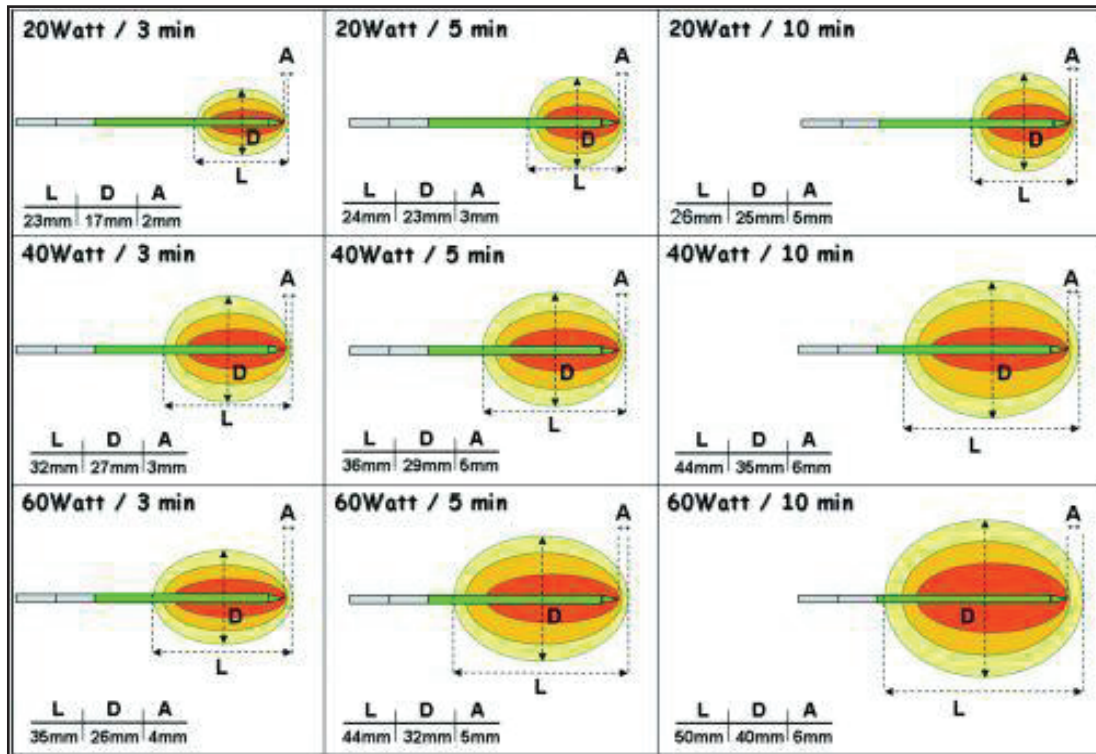 20Watt / 3 min
A
D
L
L D A
23mm 17mm 2mm
20Watt / 5 min
A
D
L
L D A
24mm 23mm 3mm
20Watt / 10 min
A
D
L
L D A
26mm 25mm 5mm
40Watt / 3 min
A
D
L
L D A
32mm 27mm 3mm
40Watt / 5 min
A
D
L
L D A
36mm 29mm 5mm
40Watt / 10 min
A
D
L
L D A
44mm 35mm 6mm
60Watt / 3 min
A
D
L
L D A
35mm 26mm 4mm
60Watt / 5 min
A
D
L
L D A
44mm 32mm 5mm
60Watt / 10 min
A
D
L
L D A
50mm 40mm 6mm